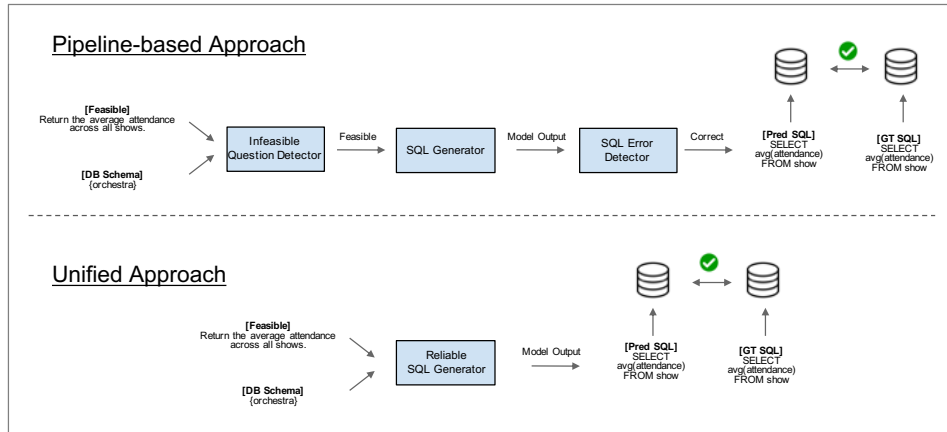 Pipeline-based Approach
[Feasible]
Return the average attendance
across all shows.
[DB Schema]
{orchestra}
Infeasible
Question Detector
Feasible
SQL Generator
Model Output
SQL Error
Detector
Correct
[Pred SQL]
SELECT
avg(attendance)
FROM show
[GT SQL]
SELECT
avg(attendance)
FROM show
Unified Approach
[Feasible]
Return the average attendance
across all shows.
[DB Schema]
{orchestra}
Reliable
SQL Generator
Model Output
[Pred SQL]
SELECT
avg(attendance)
FROM show
[GT SQL]
SELECT
avg(attendance)
FROM show